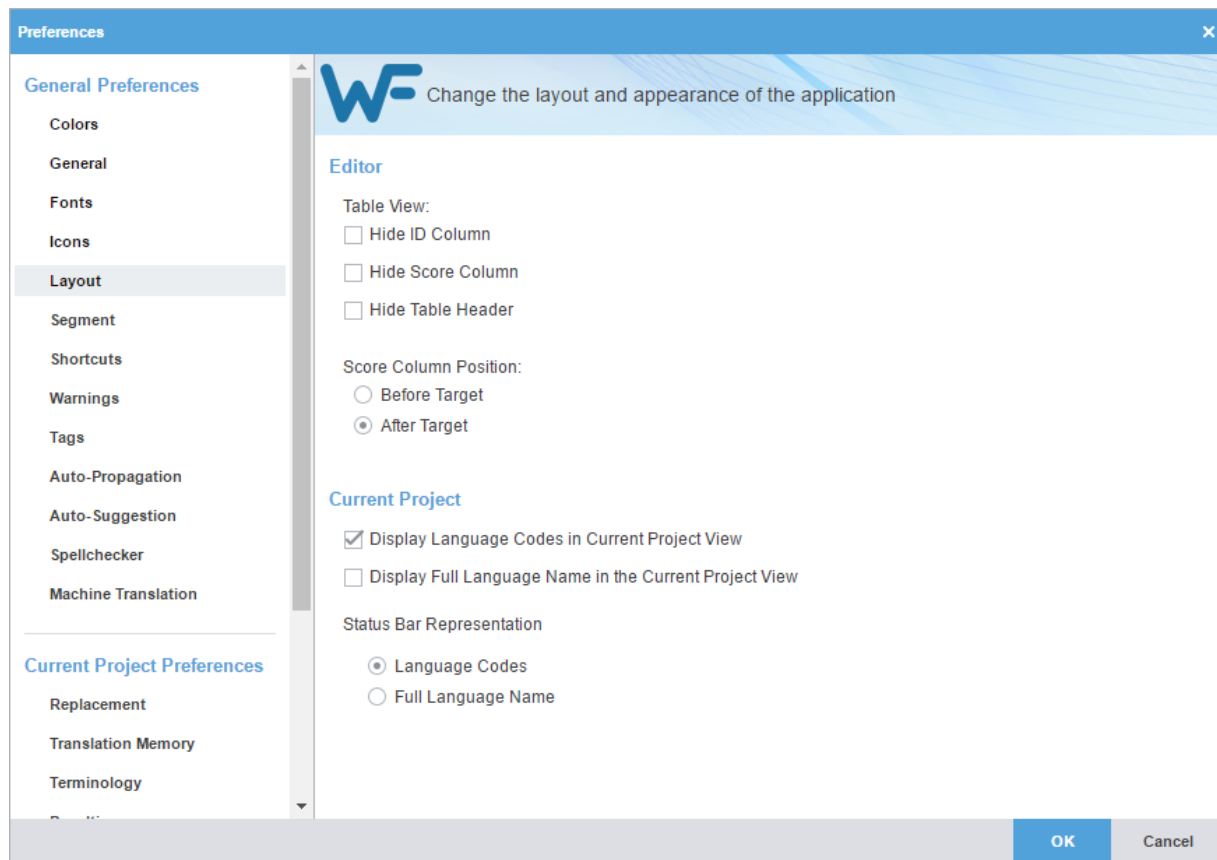 Preferences
General Preferences
Colors
General
Fonts
Icons
Layout
Segment
Shortcuts
Warnings
Tags
Auto-Propagation
Auto-Suggestion
Spellchecker
Machine Translation
Current Project Preferences
Replacement
Translation Memory
Terminology
WF Change the layout and appearance of the application
Editor
Table View:
Hide ID Column
Hide Score Column
Hide Table Header
Score Column Position:
Before Target
After Target
Current Project
Display Language Codes in Current Project View
Display Full Language Name in the Current Project View
Status Bar Representation
Language Codes
Full Language Name
OK Cancel